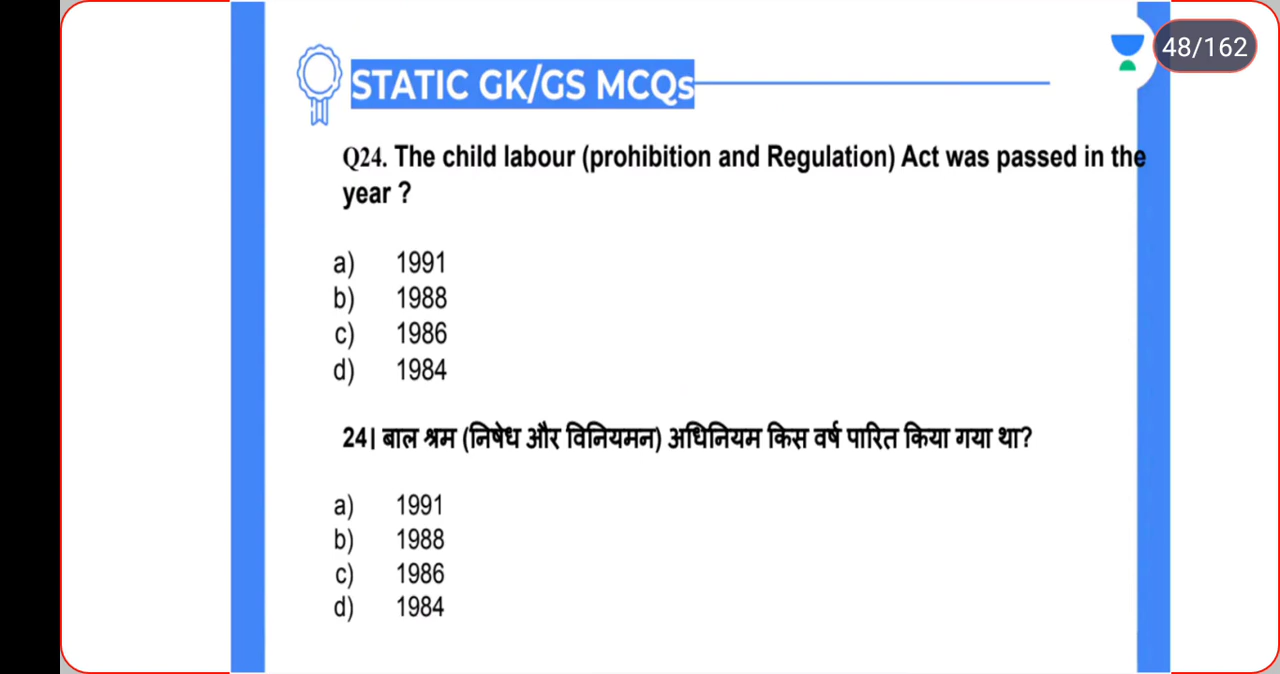 48/162
STATIC GK/GS MCQs
Q24. The child labour (prohibition and Regulation) Act was passed in the
year ?
a) 1991
b) 1988
c) 1986
d) 1984
24| बाल श्रम (निषेध और विनियमन) अधिनियम किस वर्ष पारित किया गया था?
a) 1991
b) 1988
c) 1986
d) 1984